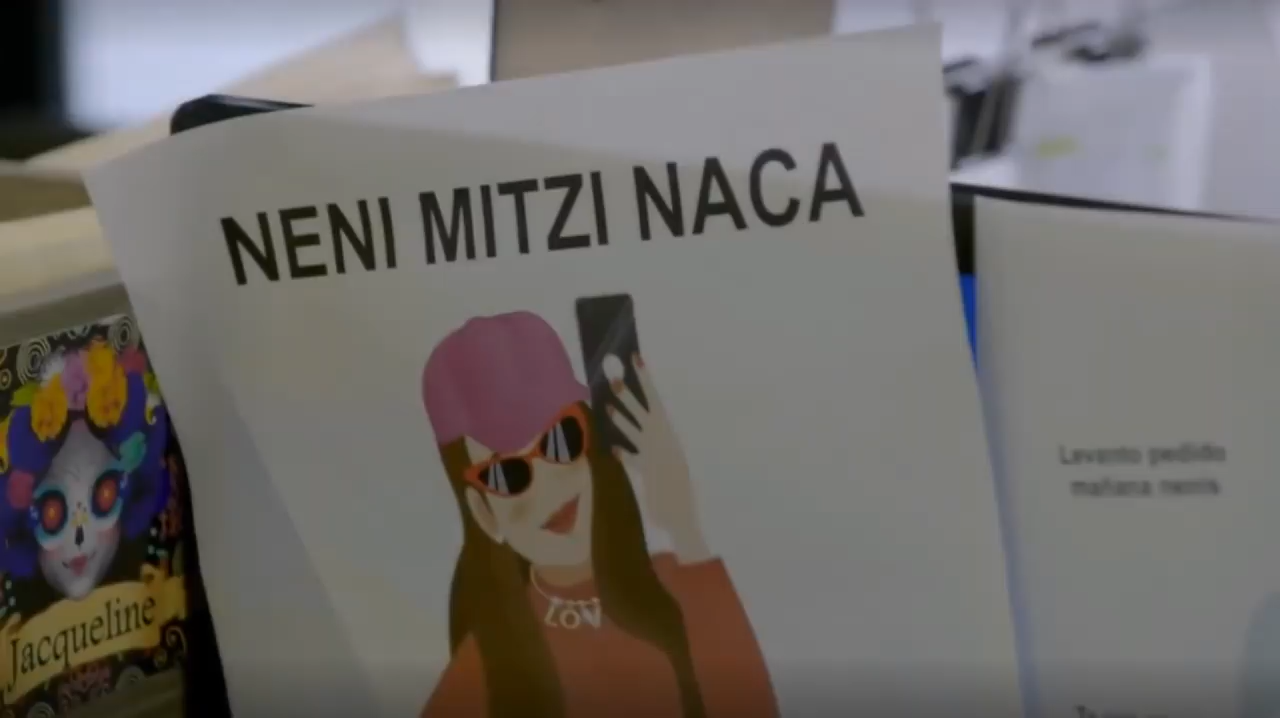 NENI MITZI NACA
LOV
Jacqueline
Levanto pedido
mañana nenis